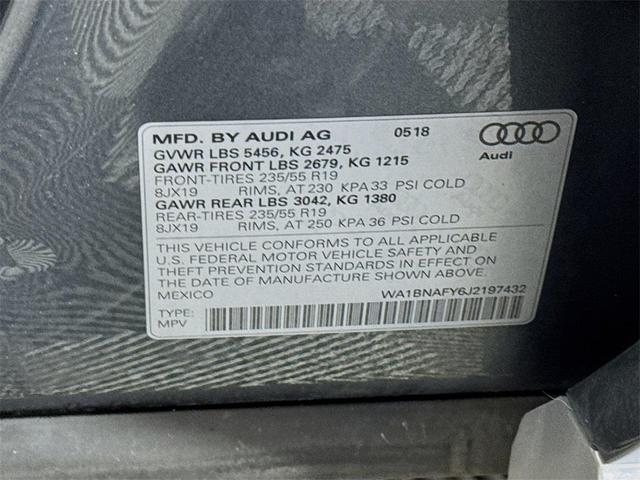 MFD. BY AUDI AG 0518
GVWR LBS 5456, KG 2475
GAWR FRONT LBS 2679, KG 1215
FRONT-TIRES 235/55 R19
8JX19 RIMS, AT 230 KPA 33 PSI COLD
GAWR REAR LBS 3042, KG 1380
REAR-TIRES 235/55 R19
8JX19 RIMS, AT 250 KPA 36 PSI COLD
Audi
THIS VEHICLE CONFORMS TO ALL APPLICABLE
U.S. FEDERAL MOTOR VEHICLE SAFETY AND
THEFT PREVENTION STANDARDS IN EFFECT ON
THE DATE OF MANUFACTURE SHOWN ABOVE.
MEXICO WA1BNAFY6J2197432
TYPE:
MPV